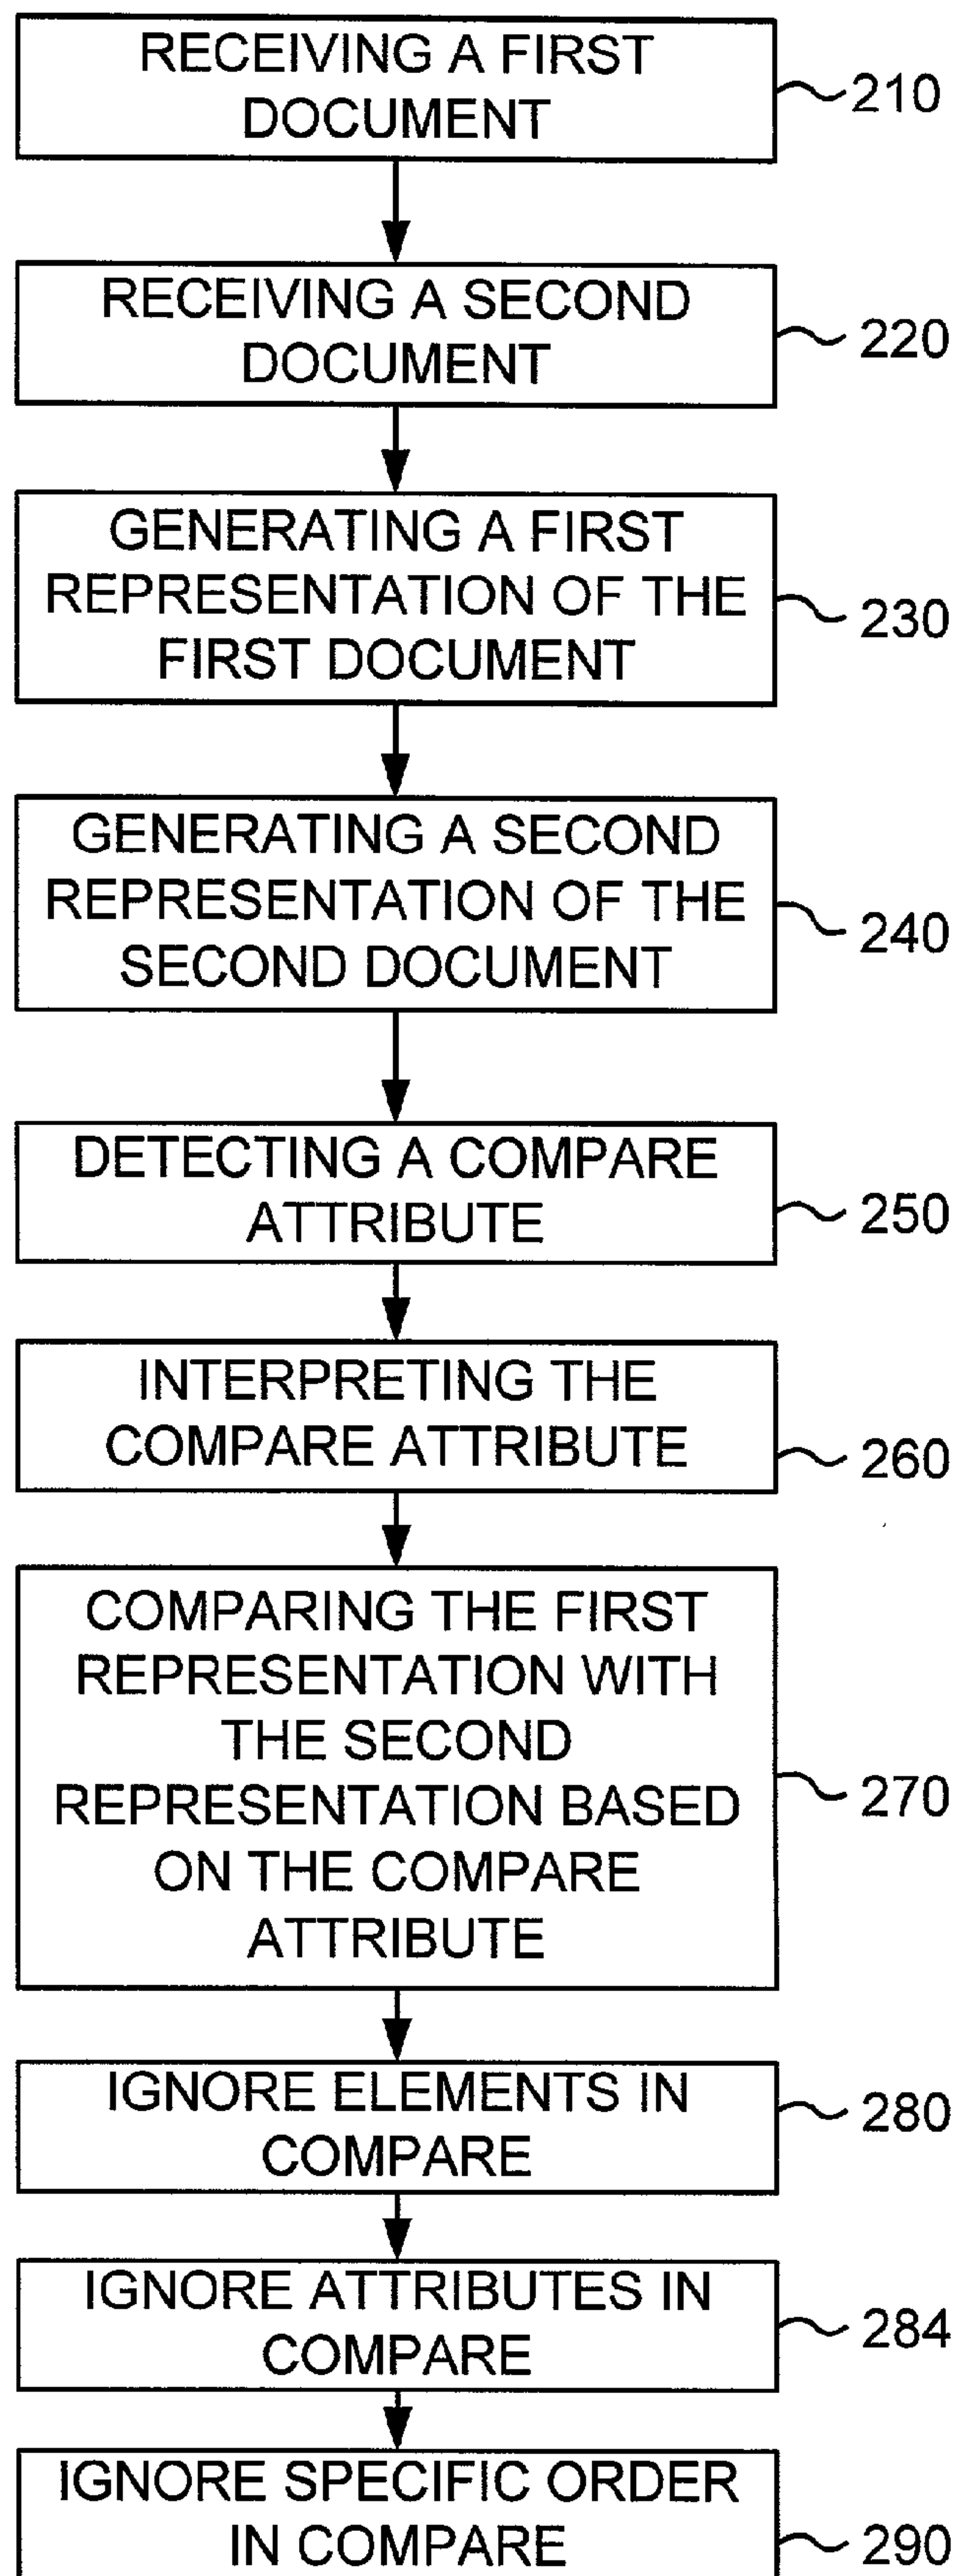 RECEIVING A FIRST
DOCUMENT
210
RECEIVING A SECOND
DOCUMENT
220
GENERATING A FIRST
REPRESENTATION OF THE
FIRST DOCUMENT
230
GENERATING A SECOND
REPRESENTATION OF THE
SECOND DOCUMENT
240
DETECTING A COMPARE
ATTRIBUTE
250
INTERPRETING THE
COMPARE ATTRIBUTE
260
COMPARING THE FIRST
REPRESENTATION WITH
THE SECOND
REPRESENTATION BASED
ON THE COMPARE
ATTRIBUTE
270
IGNORE ELEMENTS IN
COMPARE
280
IGNORE ATTRIBUTES IN
COMPARE
284
IGNORE SPECIFIC ORDER
IN COMPARE
290